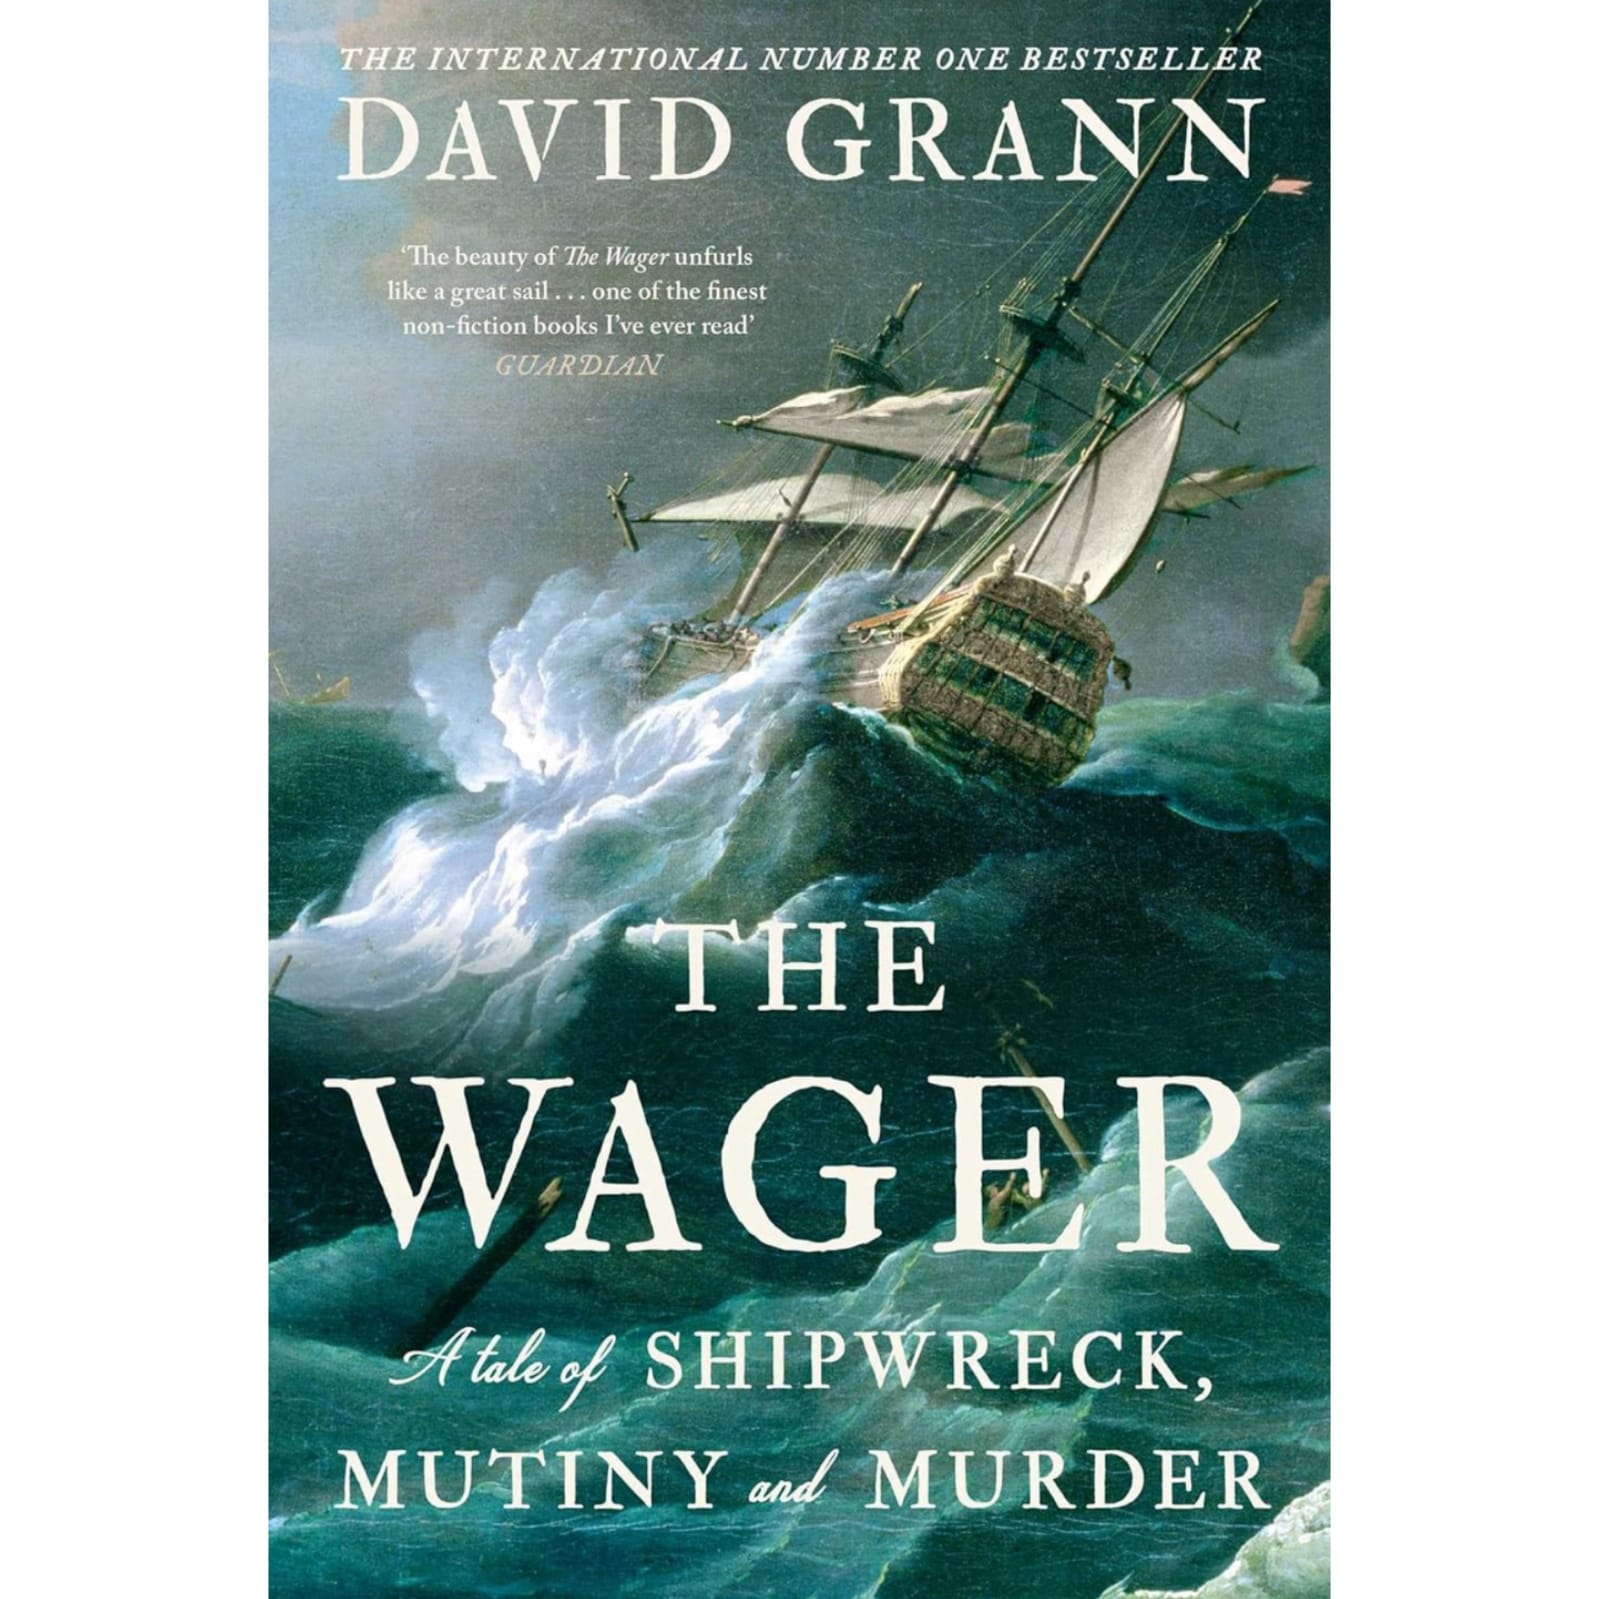 THE INTERNATIONAL NUMBER ONE BESTSELLER
DAVID GRANN
‘The beauty of The Wager unfurls
like a great sail . . . one of the finest
non-fiction books I’ve ever read’
GUARDIAN
THE
WAGER
A tale of SHIPWRECK,
MUTINY and MURDER